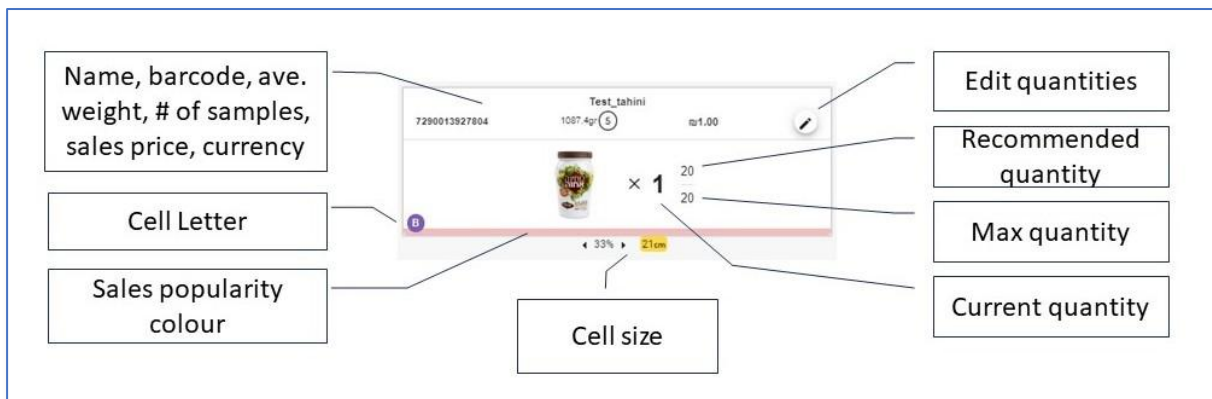 Name, barcode, ave.
weight, # of samples,
sales price, currency
Cell Letter
Sales popularity
colour
Test_tahini
7290013927804 1087.4gr 5 ₪1.00
× 1
20
20
B
33% 21cm
Cell size
Edit quantities
Recommended
quantity
Max quantity
Current quantity